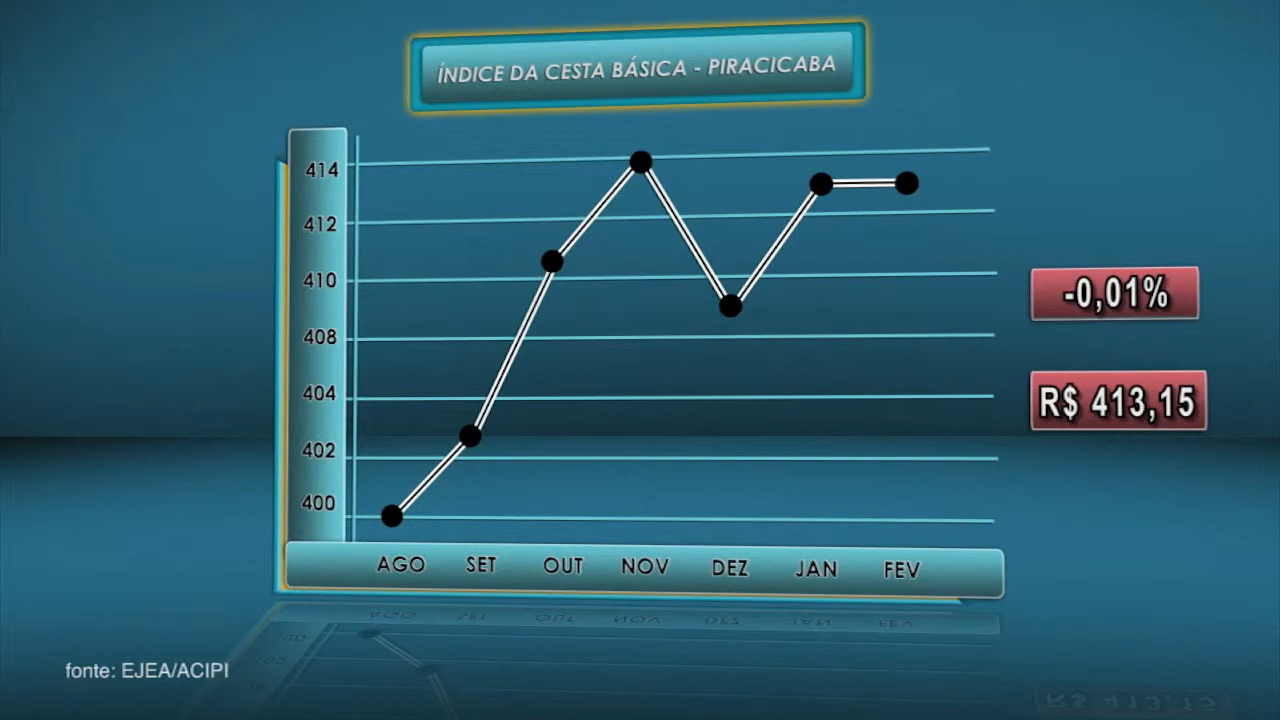 ÍNDICE DA CESTA BÁSICA - PIRACICABA
414
412
410
408
404
402
400
-0,01%
R$ 413,15
AGO SET OUT NOV DEZ JAN FEV
fonte: EJEA/ACIPI